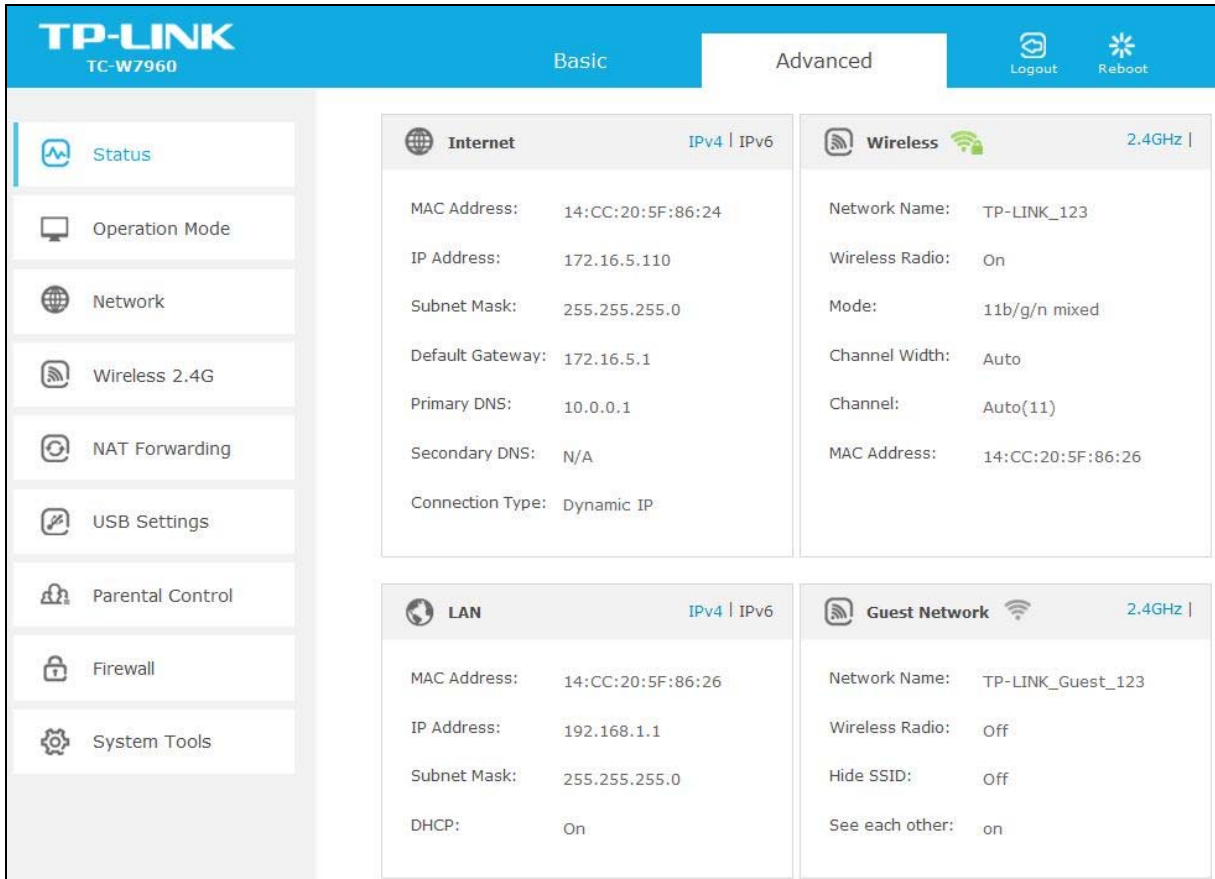 TP-LINK
TC-W7960
Basic
Advanced
Logout
Reboot
Status
Operation Mode
Network
Wireless 2.4G
NAT Forwarding
USB Settings
Parental Control
Firewall
System Tools
Internet IPv4 | IPv6
MAC Address: 14:CC:20:5F:86:24
IP Address: 172.16.5.110
Subnet Mask: 255.255.255.0
Default Gateway: 172.16.5.1
Primary DNS: 10.0.0.1
Secondary DNS: N/A
Connection Type: Dynamic IP
Wireless 2.4GHz |
Network Name: TP-LINK_123
Wireless Radio: On
Mode: 11b/g/n mixed
Channel Width: Auto
Channel: Auto(11)
MAC Address: 14:CC:20:5F:86:26
LAN IPv4 | IPv6
MAC Address: 14:CC:20:5F:86:26
IP Address: 192.168.1.1
Subnet Mask: 255.255.255.0
DHCP: On
Guest Network 2.4GHz |
Network Name: TP-LINK_Guest_123
Wireless Radio: Off
Hide SSID: Off
See each other: on